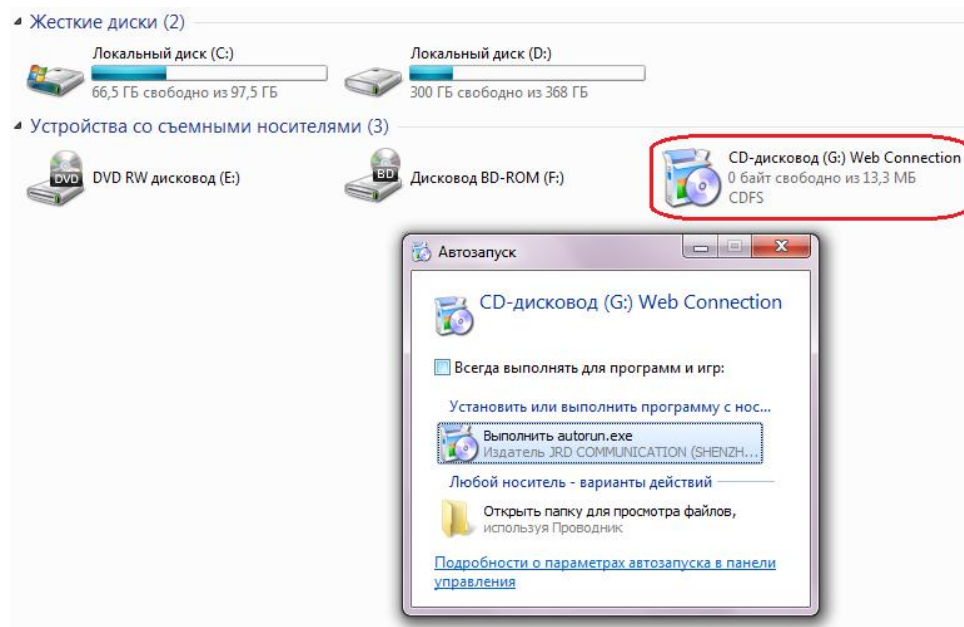 Жесткие диски (2)
Локальный диск (C:)
Локальный диск (D:)
66,5 ГБ свободно из 97,5 ГБ
300 ГБ свободно из 368 ГБ
Устройства со съемными носителями (3)
DVD
DVD RW дисковод (E:)
BD
Дисковод BD-ROM (F:)
CD-дисковод (G:) Web Connection
0 байт свободно из 13,3 МБ
CDFS
Автозапуск
CD-дисковод (G:) Web Connection
Всегда выполнять для программ и игр:
Установить или выполнить программу с нос...
Выполнить autorun.exe
Издатель JRD COMMUNICATION (SHENZH...
Любой носитель - варианты действий
Открыть папку для просмотра файлов,
используя Проводник
Подробности о параметрах автозапуска в панели
управления